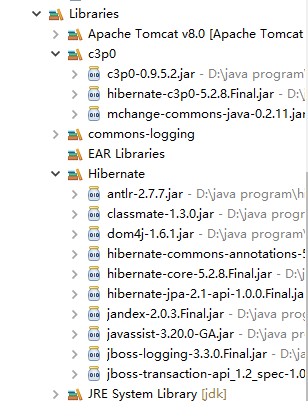 Libraries
Apache Tomcat v8.0 [Apache Tomcat
c3p0
c3p0-0.9.5.2.jar - D:\java program\
hibernate-c3p0-5.2.8.Final.jar - D:
mchange-commons-java-0.2.11.jar
commons-logging
EAR Libraries
Hibernate
antlr-2.7.7.jar - D:\java program\h
classmate-1.3.0.jar - D:\java prog
dom4j-1.6.1.jar - D:\java program
hibernate-commons-annotations-5
hibernate-core-5.2.8.Final.jar - D:\
hibernate-jpa-2.1-api-1.0.0.Final.ja
jandex-2.0.3.Final.jar - D:\java pro
javassist-3.20.0-GA.jar - D:\java pr
jboss-logging-3.3.0.Final.jar - D:\ja
jboss-transaction-api_1.2_spec-1.0
JRE System Library [jdk]